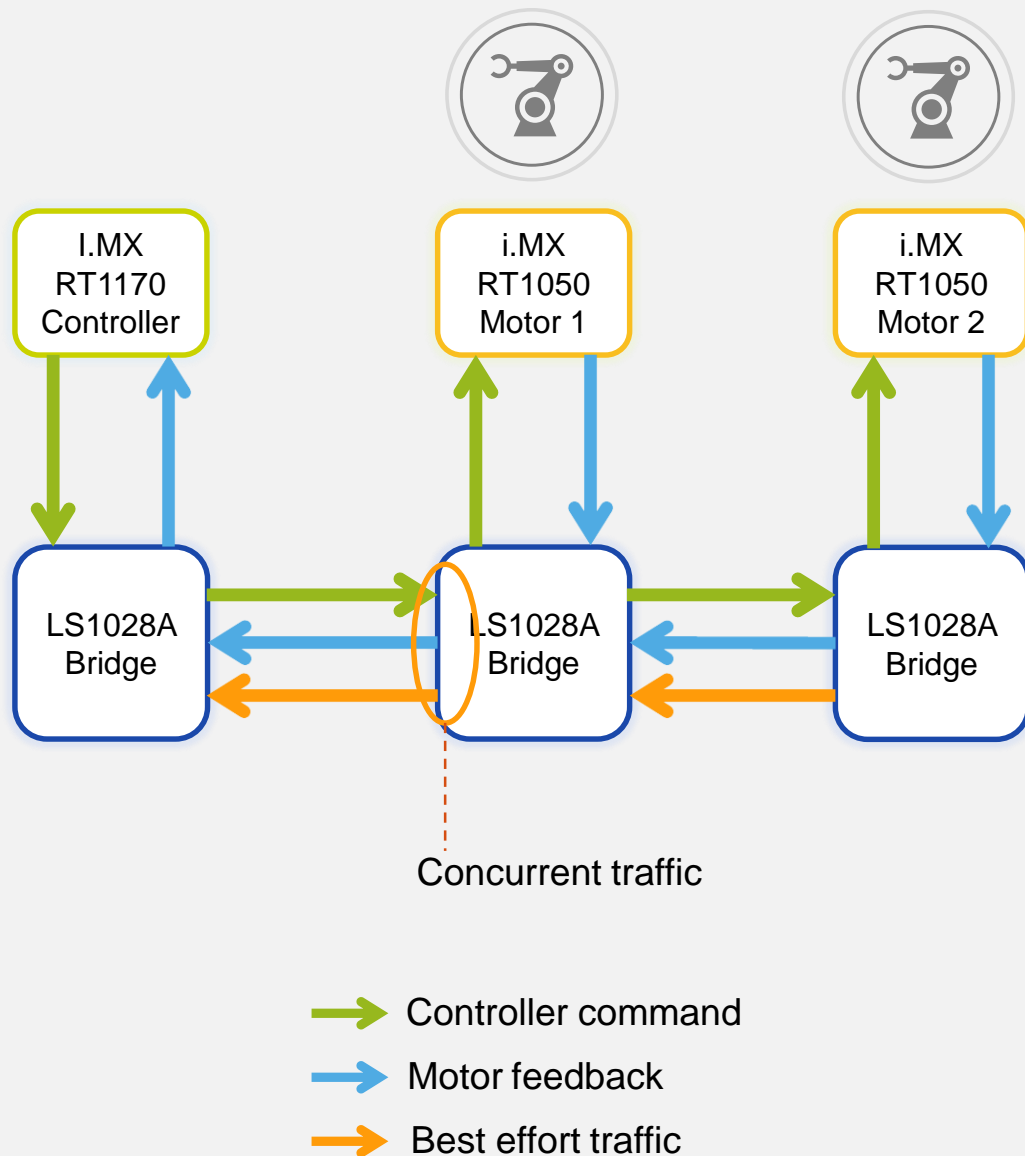 I.MX
RT1170
Controller
i.MX
RT1050
Motor 1
i.MX
RT1050
Motor 2
LS1028A
Bridge
LS1028A
Bridge
LS1028A
Bridge
Concurrent traffic
Controller command
Motor feedback
Best effort traffic